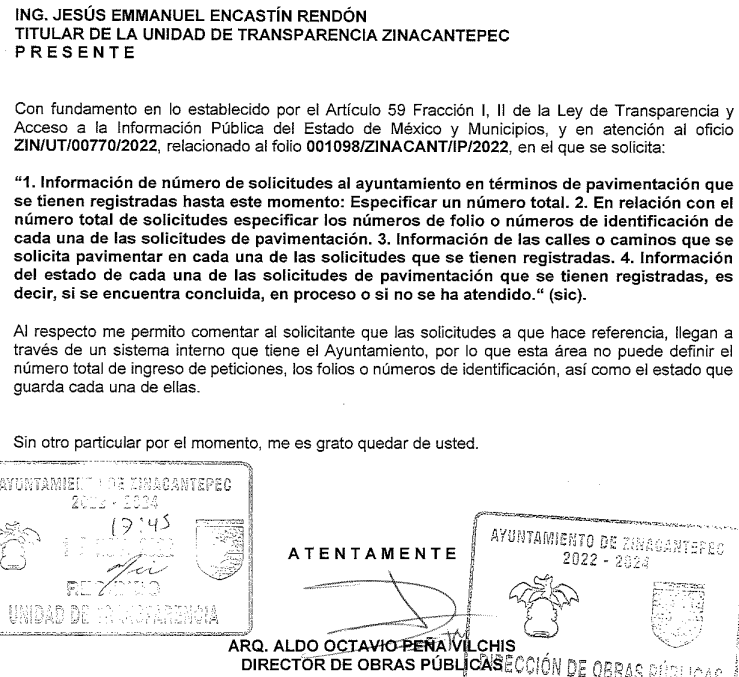 ING. JESÚS EMMANUEL ENCASTÍN RENDÓN
TITULAR DE LA UNIDAD DE TRANSPARENCIA ZINACANTEPEC
P R E S E N T E
Con fundamento en lo establecido por el Artículo 59 Fracción I, II de la Ley de Transparencia y
Acceso a la Información Pública del Estado de México y Municipios, y en atención al oficio
ZIN/UT/00770/2022, relacionado al folio 001098/ZINACANT/IP/2022, en el que se solicita:
“1. Información de número de solicitudes al ayuntamiento en términos de pavimentación que
se tienen registradas hasta este momento: Especificar un número total. 2. En relación con el
número total de solicitudes especificar los números de folio o números de identificación de
cada una de las solicitudes de pavimentación. 3. Información de las calles o caminos que se
solicita pavimentar en cada una de las solicitudes que se tienen registradas. 4. Información
del estado de cada una de las solicitudes de pavimentación que se tienen registradas, es
decir, si se encuentra concluida, en proceso o si no se ha atendido.“ (sic).
Al respecto me permito comentar al solicitante que las solicitudes a que hace referencia, llegan a
través de un sistema interno que tiene el Ayuntamiento, por lo que esta área no puede definir el
número total de ingreso de peticiones, los folios o números de identificación, así como el estado que
guarda cada una de ellas.
Sin otro particular por el momento, me es grato quedar de usted.
AYUNTAMIENTO DE ZINACANTEPEC
2022 - 2024
17:45
RECIBIDO
UNIDAD DE TRANSPARENCIA
A T E N T A M E N T E
AYUNTAMIENTO DE ZINACANTEPEC
2022 - 2024
ARQ. ALDO OCTAVIO PEÑA VILCHIS
DIRECTOR DE OBRAS PÚBLICAS
DIRECCIÓN DE OBRAS PÚBLICAS